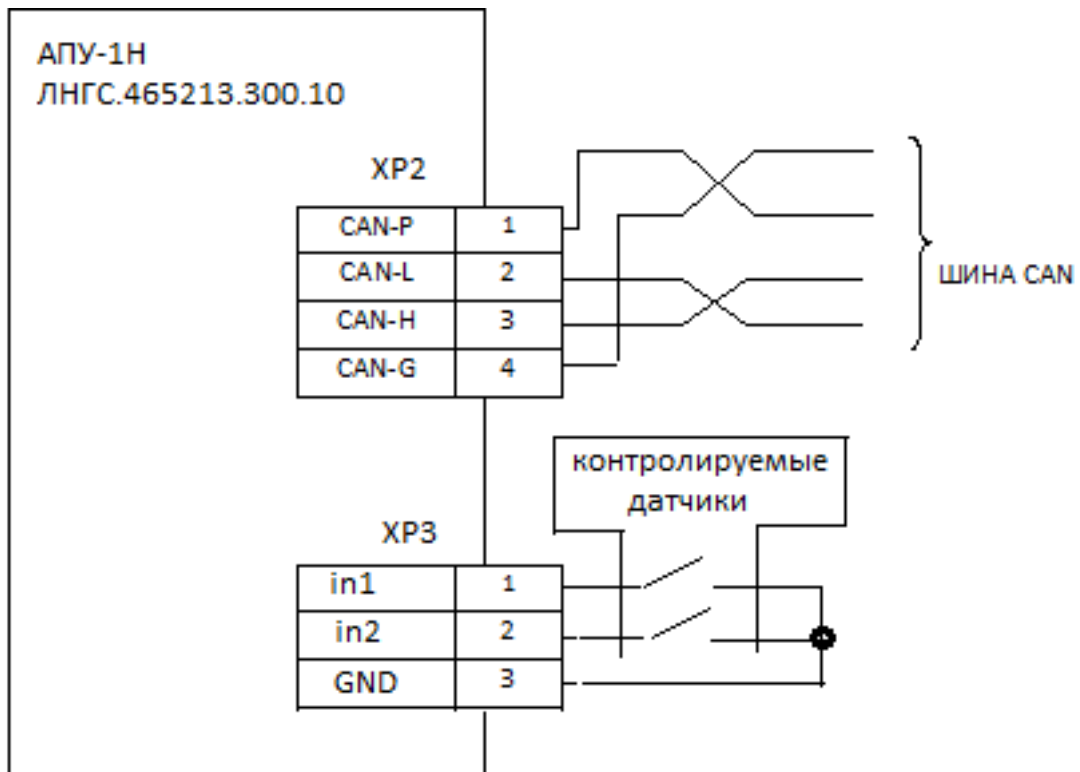 АПУ-1Н
ЛНГС.465213.300.10
XP2
CAN-P 1
CAN-L 2
CAN-H 3
CAN-G 4
ШИНА CAN
контролируемые
датчики
XP3
in1 1
in2 2
GND 3